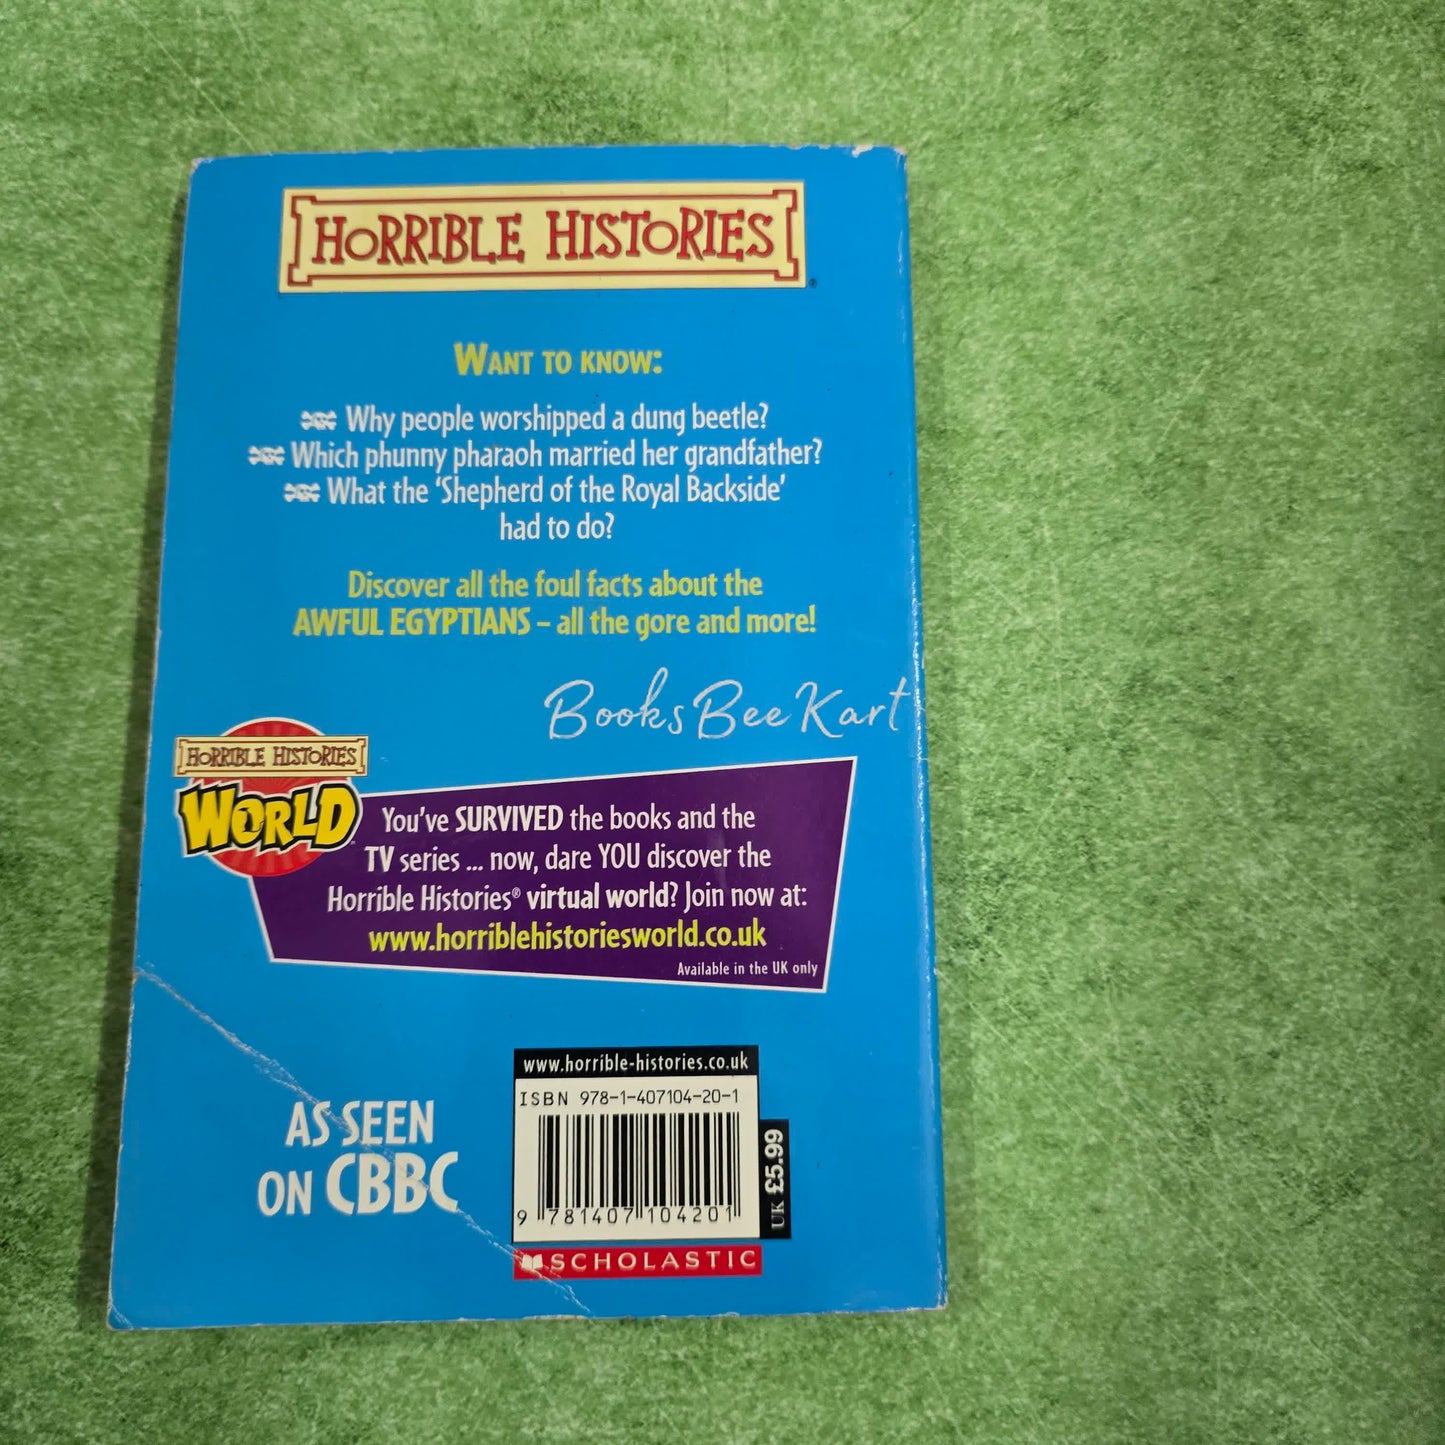 HORRIBLE HISTORIES®
WANT TO KNOW:
Why people worshipped a dung beetle?
Which phunny pharaoh married her grandfather?
What the ‘Shepherd of the Royal Backside’
had to do?
Discover all the foul facts about the
AWFUL EGYPTIANS – all the gore and more!
Books Bee Kart
HORRIBLE HISTORIES
WORLD™
You've SURVIVED the books and the
TV series ... now, dare YOU discover the
Horrible Histories® virtual world? Join now at:
www.horriblehistoriesworld.co.uk
Available in the UK only
www.horrible-histories.co.uk
ISBN 978-1-407104-20-1
9 781407 104201
UK £5.99
AS SEEN
ON CBBC
SCHOLASTIC